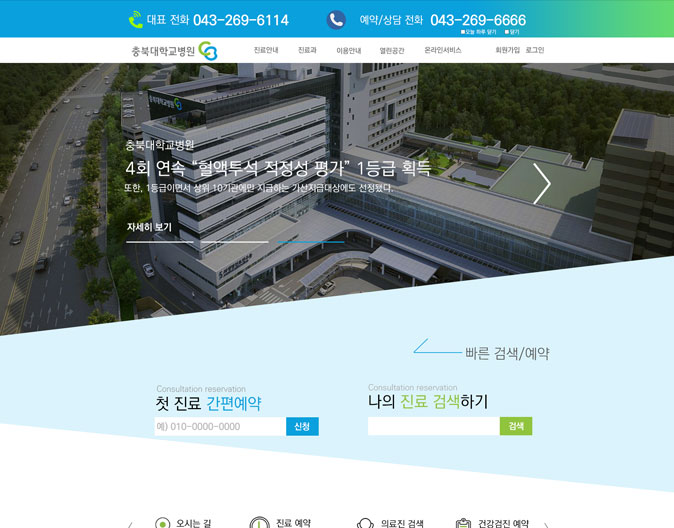 대표 전화 043-269-6114
예약/상담 전화 043-269-6666
오늘 하루 닫기 닫기
충북대학교병원
진료안내 진료과 이용안내 열린공간 온라인서비스 회원가입 로그인
충북대학교병원
충북대학교병원
4회 연속 “혈액투석 적정성 평가” 1등급 획득
또한, 1등급이면서 상위 10기관에만 지급하는 가산지급대상에도 선정됐다.
자세히 보기
빠른 검색/예약
Consultation reservation
첫 진료 간편예약
예) 010-0000-0000 신청
Consultation reservation
나의 진료 검색하기
검색
오시는 길 진료 예약 의료진 검색 건강검진 예약